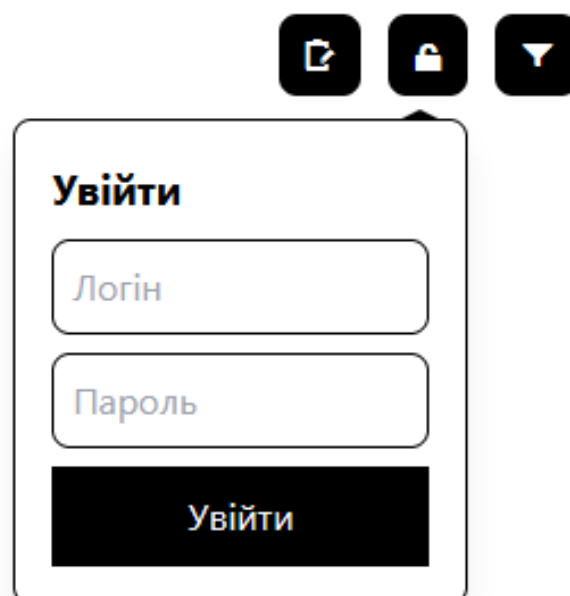 Увійти
Логін
Пароль
Увійти